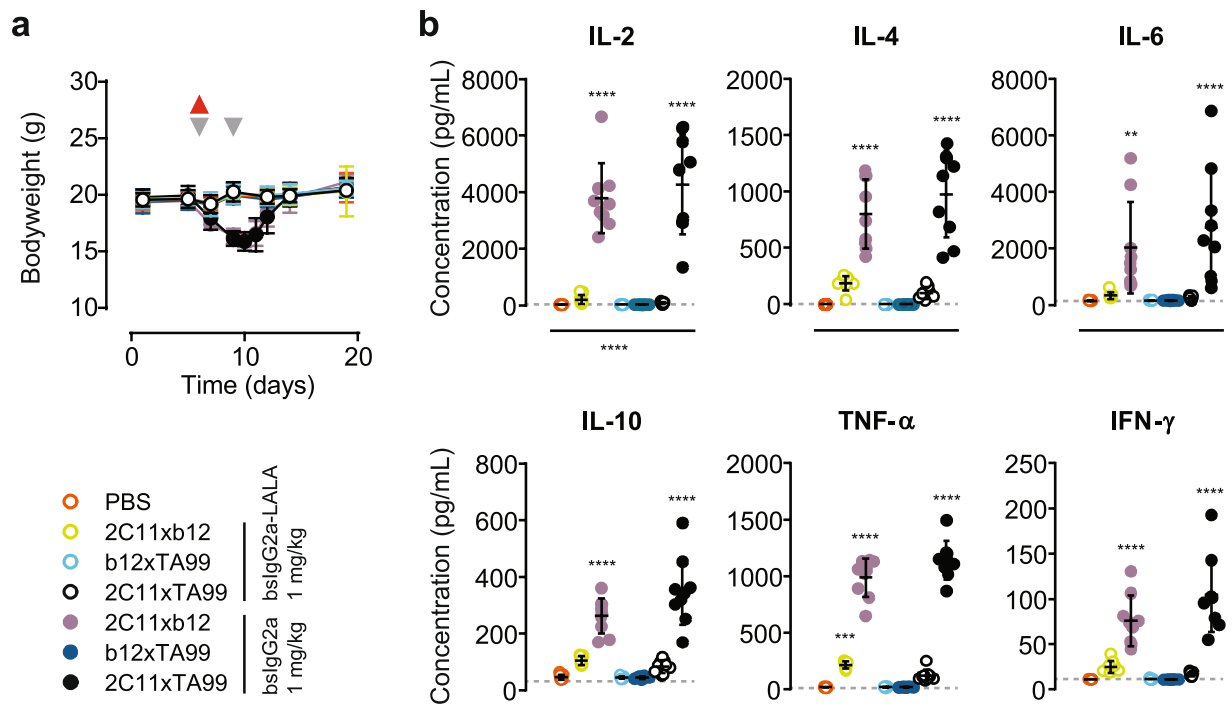 a
Bodyweight (g)
30
25
20
15
10
0
10
20
Time (days)
PBS
2C11xb12
b12xTA99
2C11xTA99
2C11xb12
b12xTA99
2C11xTA99
bsIgG2a-LALA
1 mg/kg
bsIgG2a
1 mg/kg
b
IL-2
Concentration (pg/mL)
8000
6000
4000
2000
0
****
****
****
IL-4
2000
1500
1000
500
0
****
****
IL-6
8000
6000
4000
2000
0
**
****
IL-10
Concentration (pg/mL)
800
600
400
200
0
****
****
TNF-α
2000
1500
1000
500
0
***
****
****
IFN-γ
250
200
150
100
50
0
****
****